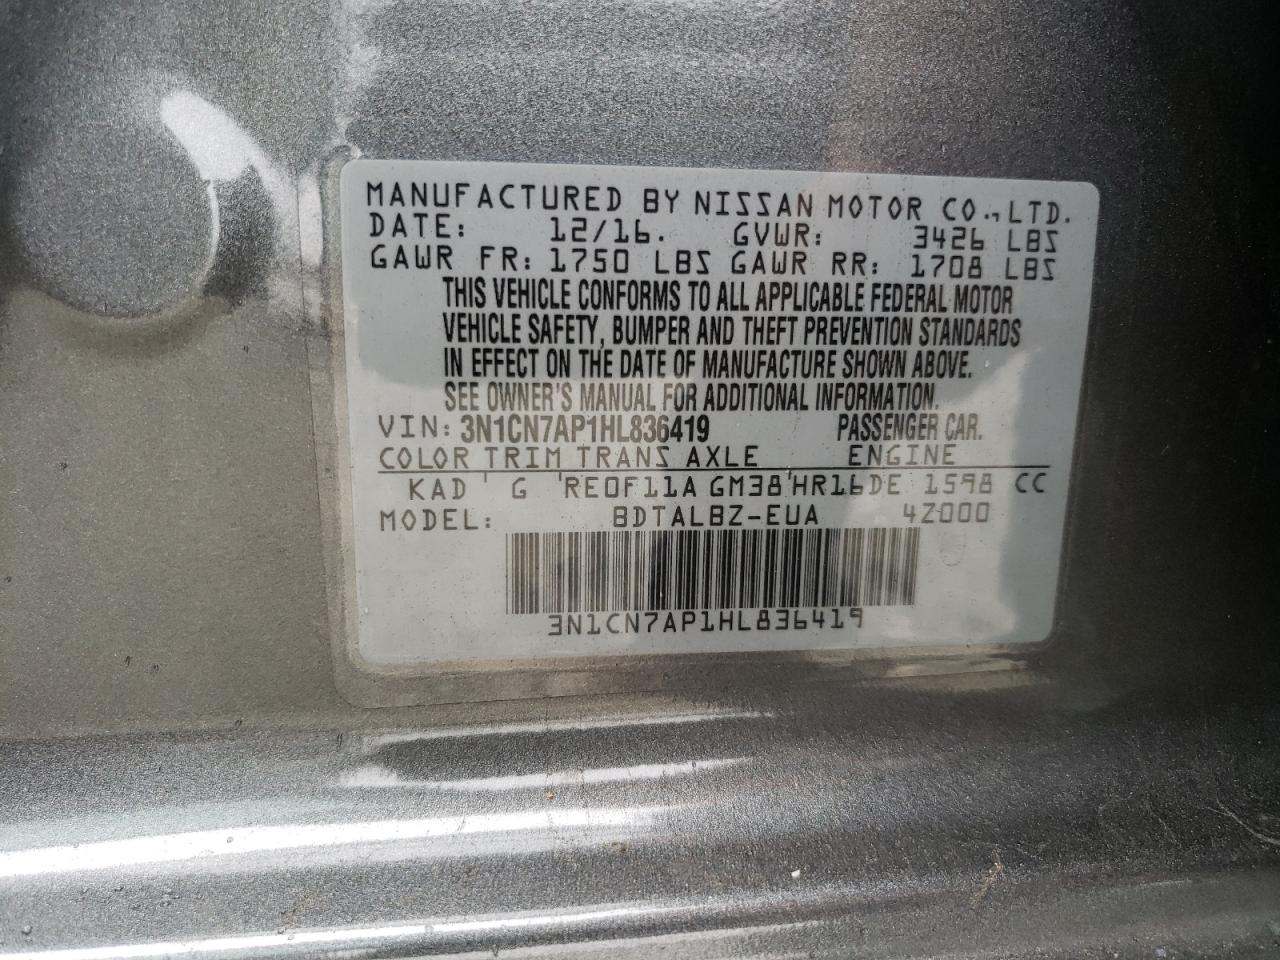 MANUFACTURED BY NISSAN MOTOR CO., LTD.
DATE: 12/16. GVWR: 3426 LBS
GAWR FR: 1750 LBS GAWR RR: 1708 LBS
THIS VEHICLE CONFORMS TO ALL APPLICABLE FEDERAL MOTOR
VEHICLE SAFETY, BUMPER AND THEFT PREVENTION STANDARDS
IN EFFECT ON THE DATE OF MANUFACTURE SHOWN ABOVE.
SEE OWNER'S MANUAL FOR ADDITIONAL INFORMATION.
VIN: 3N1CN7AP1HL836419 PASSENGER CAR.
COLOR TRIM TRANS AXLE ENGINE
KAD ' G 'RE0F11A GM38'HR16DE 1598 CC
MODEL: BDTALBZ-EUA 4Z000
3N1CN7AP1HL836419